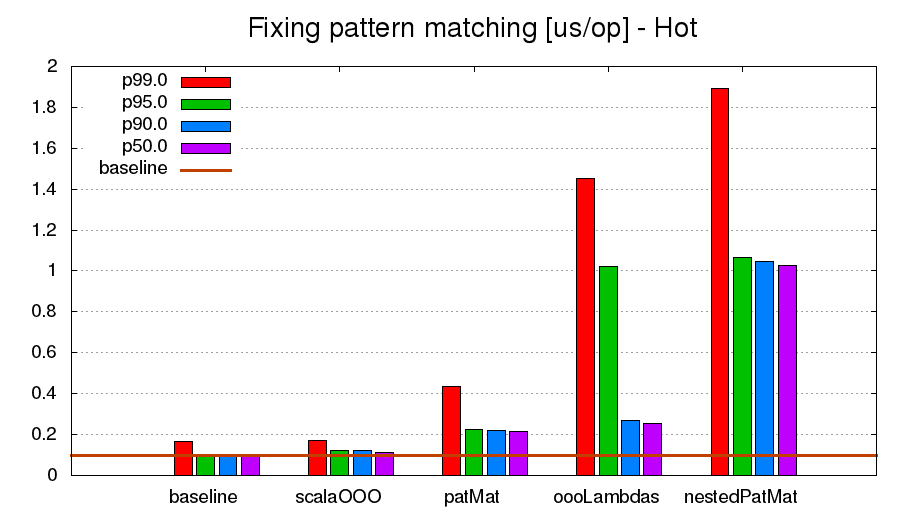 Fixing pattern matching [us/op] - Hot
2
1.8
1.6
1.4
1.2
1
0.8
0.6
0.4
0.2
0
p99.0
p95.0
p90.0
p50.0
baseline
baseline scalaOOO patMat oooLambdas nestedPatMat